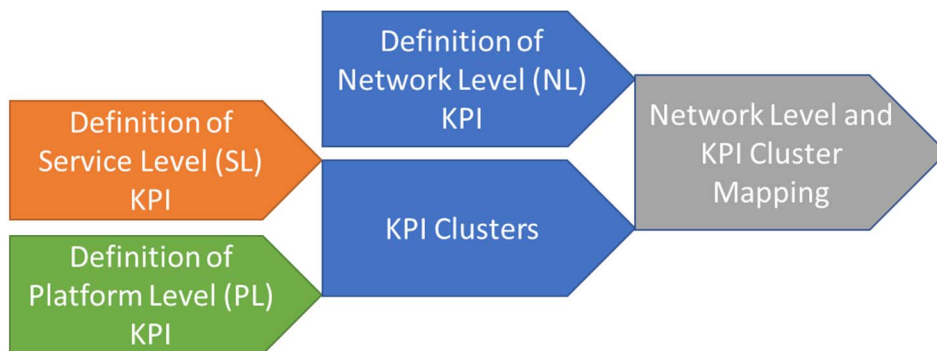 Definition of
Service Level (SL)
KPI
Definition of
Platform Level (PL)
KPI
Definition of
Network Level (NL)
KPI
KPI Clusters
Network Level and
KPI Cluster
Mapping